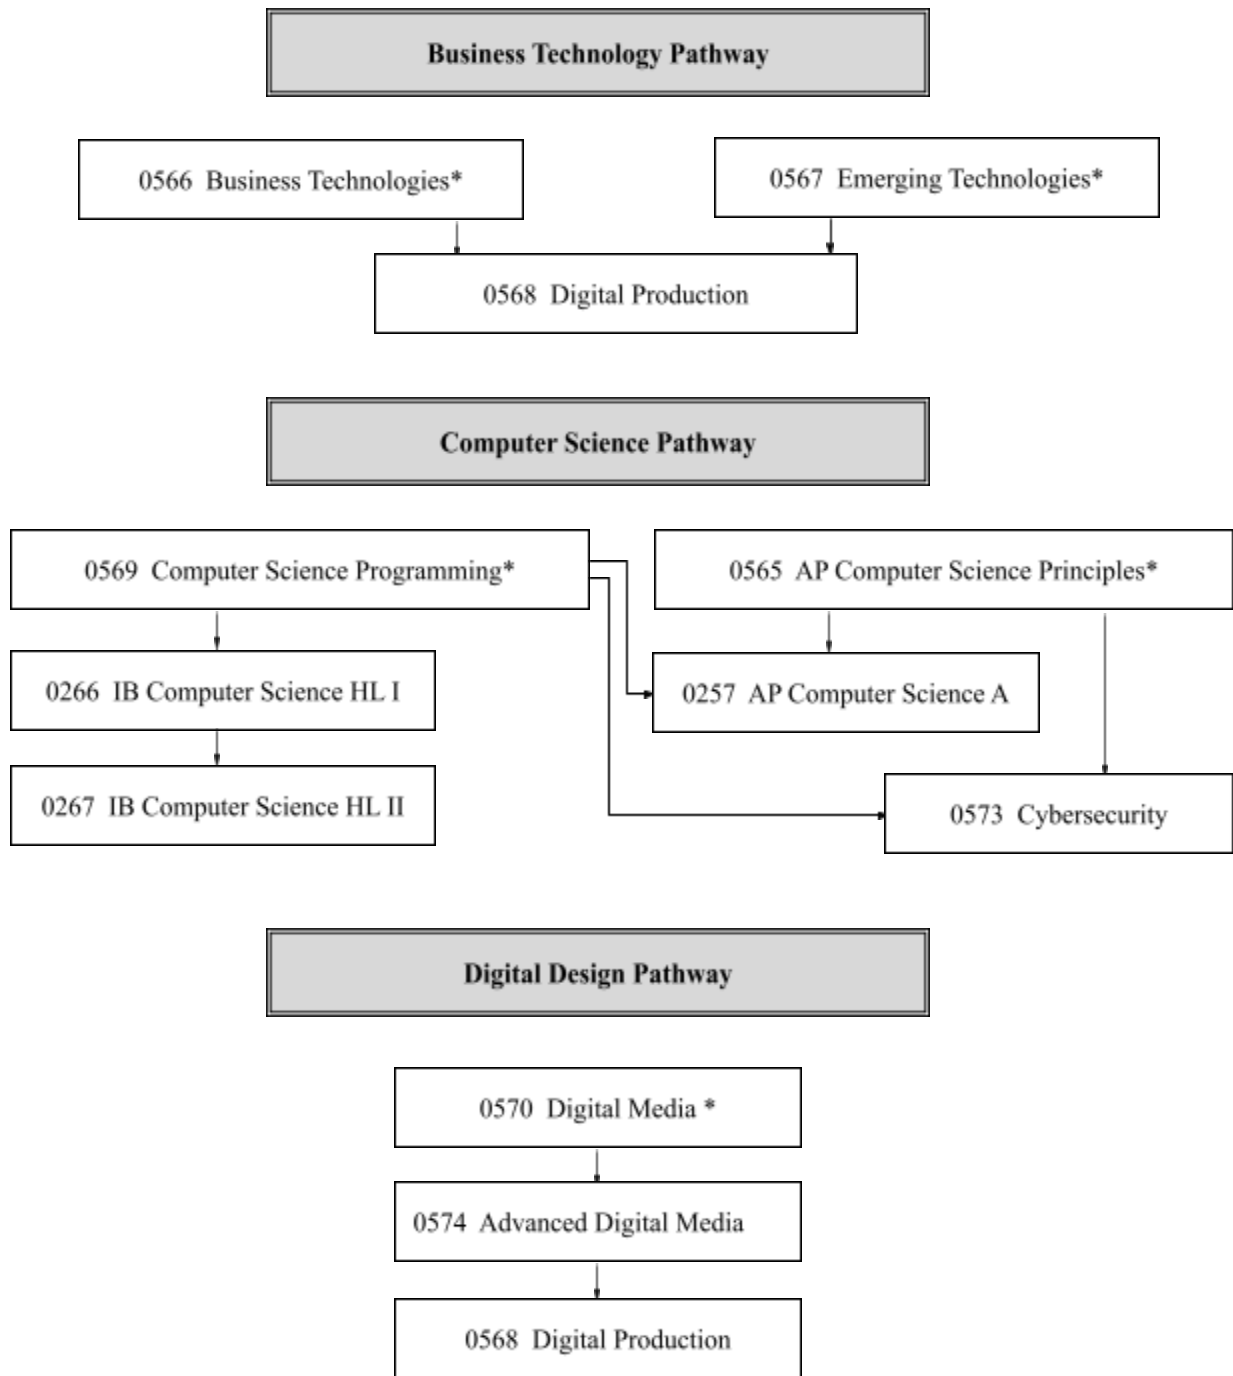 Business Technology Pathway
0566 Business Technologies*
0567 Emerging Technologies*
0568 Digital Production
Computer Science Pathway
0569 Computer Science Programming*
0565 AP Computer Science Principles*
0266 IB Computer Science HL I
0257 AP Computer Science A
0267 IB Computer Science HL II
0573 Cybersecurity
Digital Design Pathway
0570 Digital Media *
0574 Advanced Digital Media
0568 Digital Production